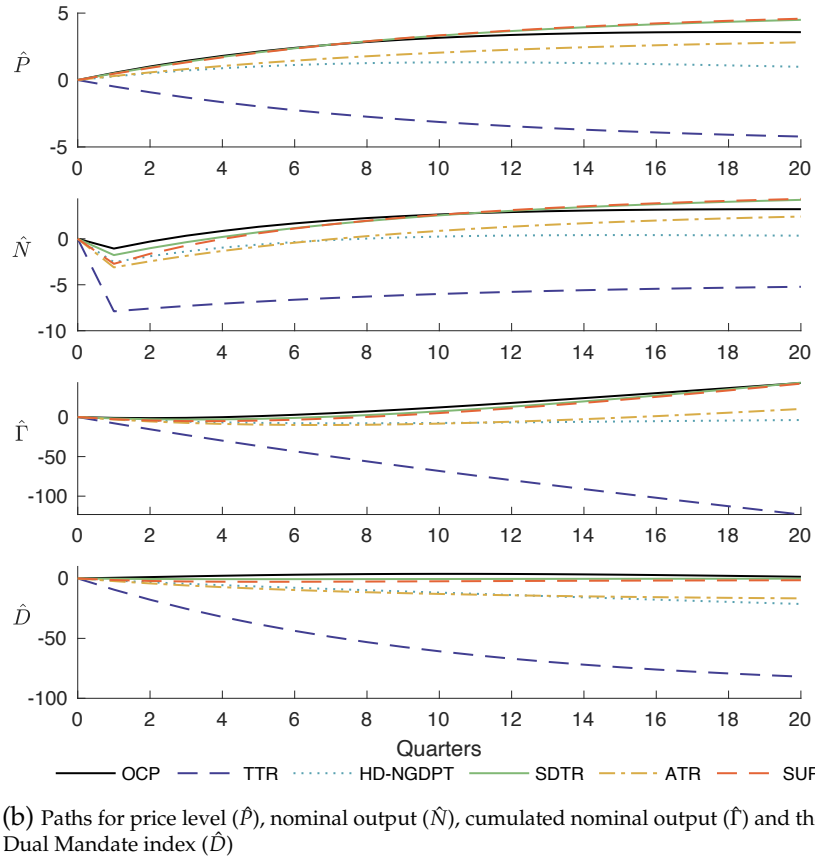 5
0
-5
P̂
0 2 4 6 8 10 12 14 16 18 20
0
-5
-10
N̂
0 2 4 6 8 10 12 14 16 18 20
0
-50
-100
Γ̂
0 2 4 6 8 10 12 14 16 18 20
0
-50
-100
D̂
0 2 4 6 8 10 12 14 16 18 20
Quarters
OCP TTR HD-NGDPT SDTR ATR SUP
(b) Paths for price level (P̂), nominal output (N̂), cumulated nominal output (Γ̂) and th
Dual Mandate index (D̂)